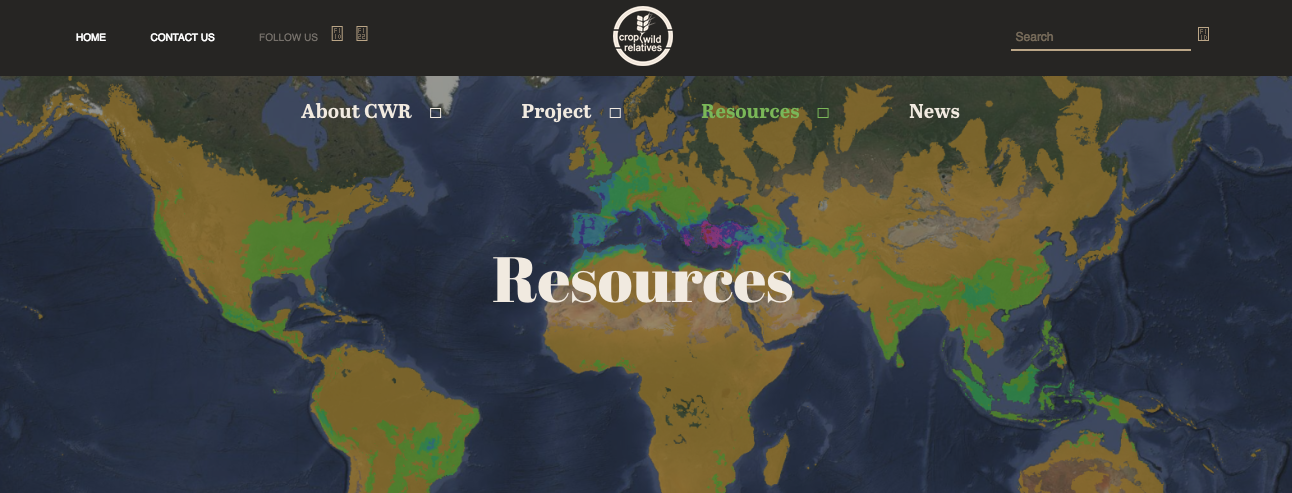 HOME CONTACT US FOLLOW US
crop wild
relatives
Search
About CWR Project Resources News
Resources